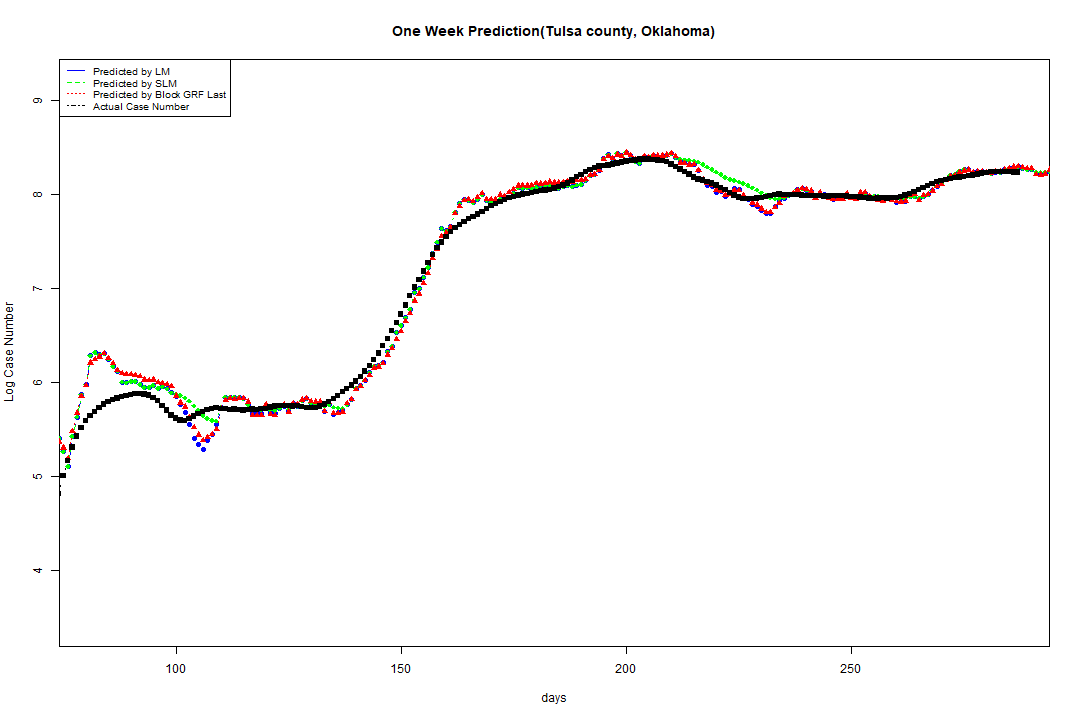 One Week Prediction(Tulsa county, Oklahoma)
Predicted by LM
Predicted by SLM
Predicted by Block GRF Last
Actual Case Number
9
8
7
6
5
4
Log Case Number
100 150 200 250
days